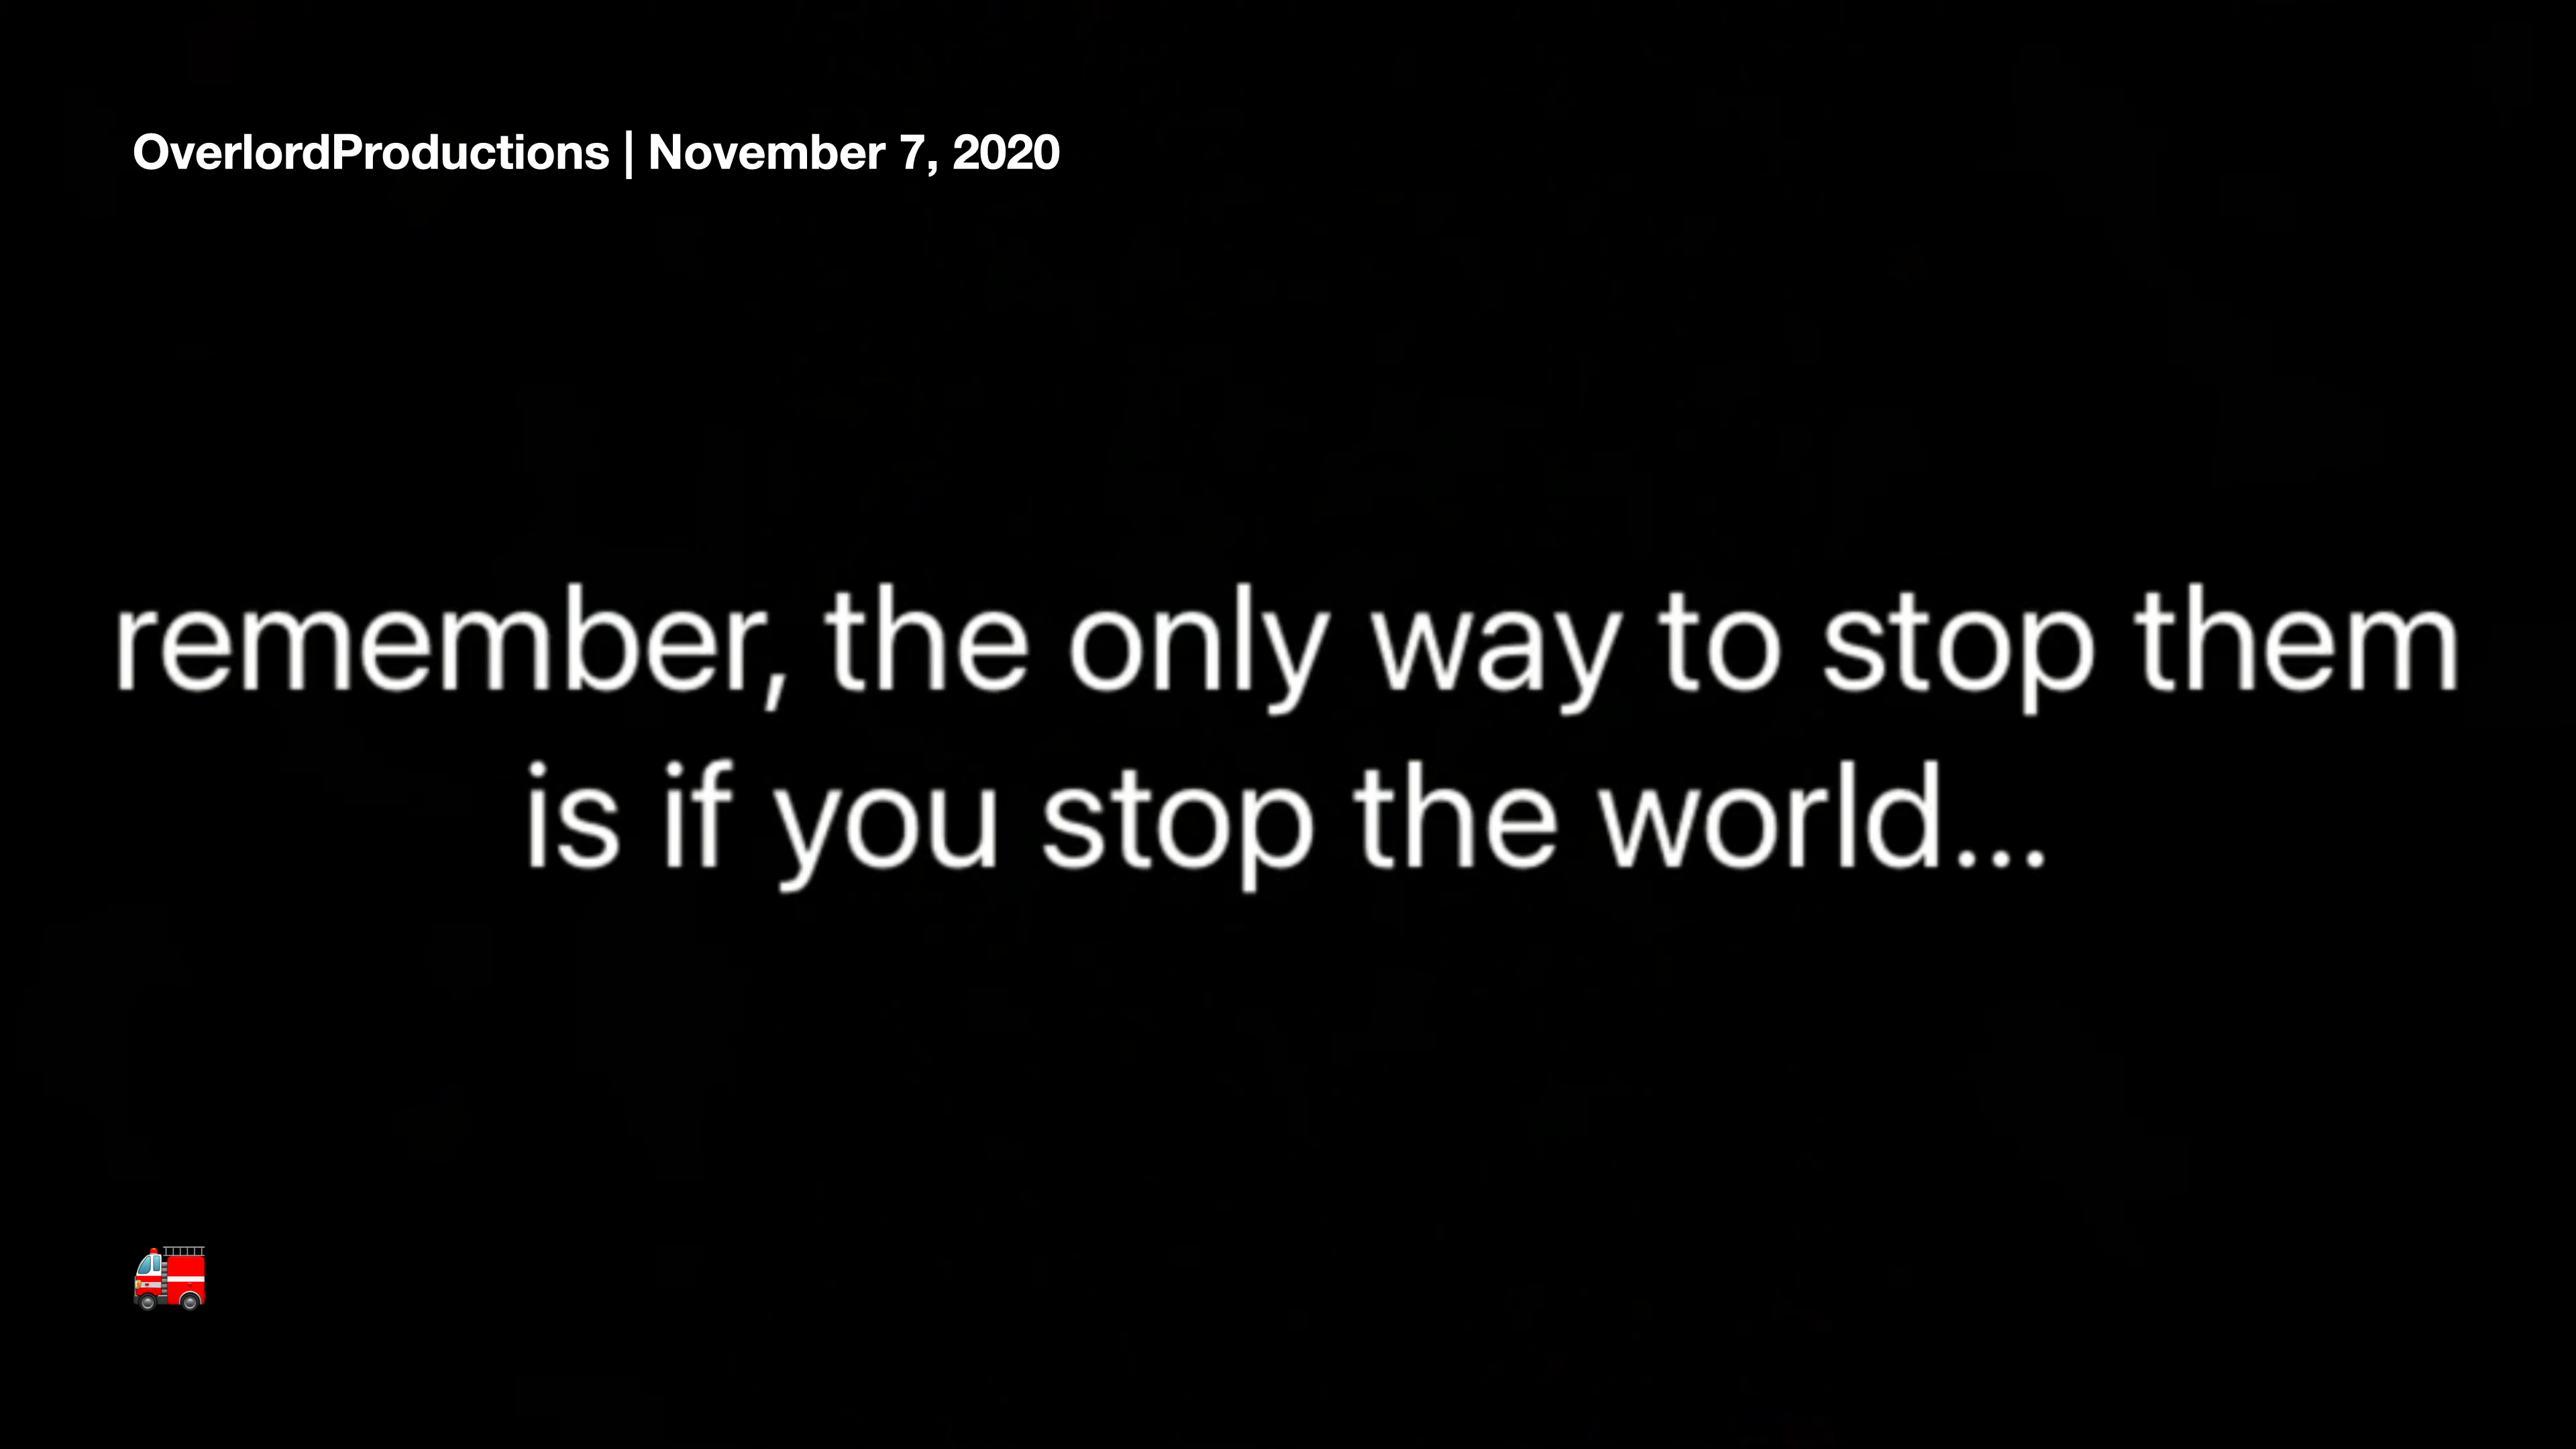 OverlordProductions | November 7, 2020
remember, the only way to stop them
is if you stop the world...